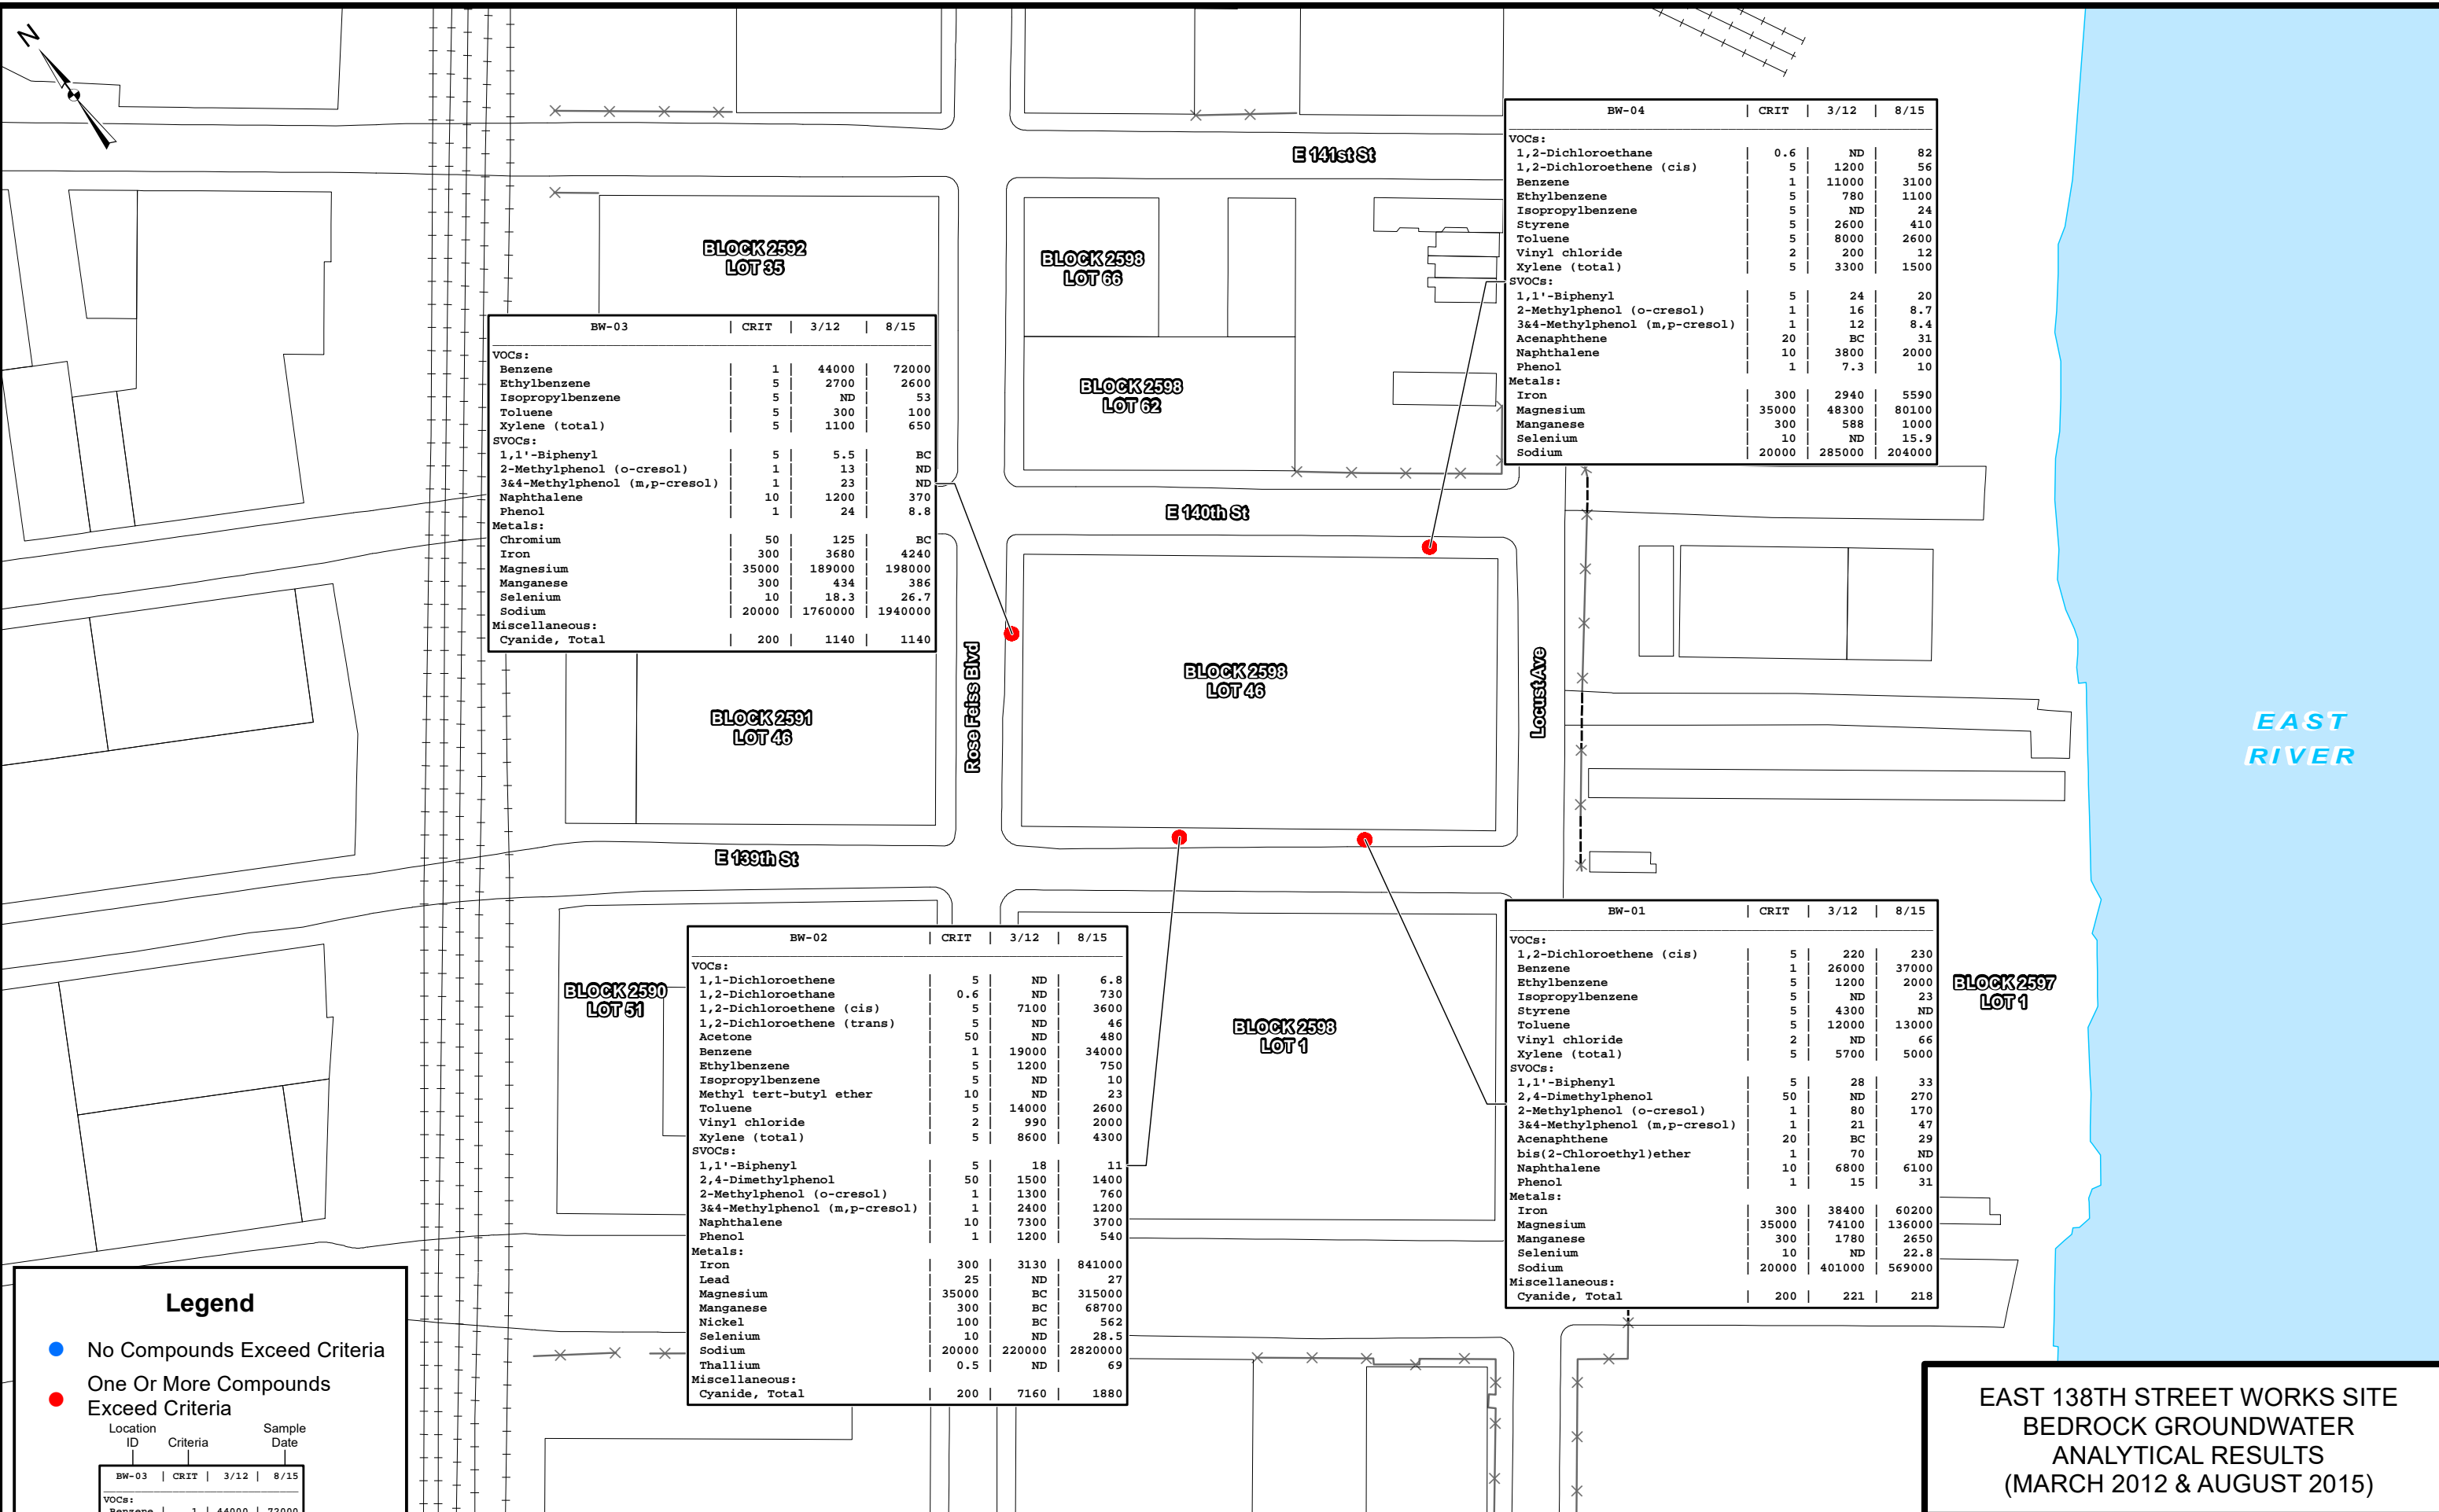 N
E 141st St
BLOCK 2592
LOT 35
BLOCK 2598
LOT 66
BLOCK 2598
LOT 62
E 140th St
BW-04 | CRIT | 3/12 | 8/15
VOCs:
1,2-Dichloroethane | 0.6 | ND | 82
1,2-Dichloroethene (cis) | 5 | 1200 | 56
Benzene | 1 | 11000 | 3100
Ethylbenzene | 5 | 780 | 1100
Isopropylbenzene | 5 | ND | 24
Styrene | 5 | 2600 | 410
Toluene | 5 | 8000 | 2600
Vinyl chloride | 2 | 200 | 12
Xylene (total) | 5 | 3300 | 1500
SVOCs:
1,1'-Biphenyl | 5 | 24 | 20
2-Methylphenol (o-cresol) | 1 | 16 | 8.7
3&4-Methylphenol (m,p-cresol) | 1 | 12 | 8.4
Acenaphthene | 20 | BC | 31
Naphthalene | 10 | 3800 | 2000
Phenol | 1 | 7.3 | 10
Metals:
Iron | 300 | 2940 | 5590
Magnesium | 35000 | 48300 | 80100
Manganese | 300 | 588 | 1000
Selenium | 10 | ND | 15.9
Sodium | 20000 | 285000 | 204000
BW-03 | CRIT | 3/12 | 8/15
VOCs:
Benzene | 1 | 44000 | 72000
Ethylbenzene | 5 | 2700 | 2600
Isopropylbenzene | 5 | ND | 53
Toluene | 5 | 300 | 100
Xylene (total) | 5 | 1100 | 650
SVOCs:
1,1'-Biphenyl | 5 | 5.5 | BC
2-Methylphenol (o-cresol) | 1 | 13 | ND
3&4-Methylphenol (m,p-cresol) | 1 | 23 | ND
Naphthalene | 10 | 1200 | 370
Phenol | 1 | 24 | 8.8
Metals:
Chromium | 50 | 125 | BC
Iron | 300 | 3680 | 4240
Magnesium | 35000 | 189000 | 198000
Manganese | 300 | 434 | 386
Selenium | 10 | 18.3 | 26.7
Sodium | 20000 | 1760000 | 1940000
Miscellaneous:
Cyanide, Total | 200 | 1140 | 1140
Rose Feiss Blvd
BLOCK 2598
LOT 46
Locust Ave
BLOCK 2591
LOT 46
EAST
RIVER
E 139th St
BLOCK 2590
LOT 51
BW-02 | CRIT | 3/12 | 8/15
VOCs:
1,1-Dichloroethene | 5 | ND | 6.8
1,2-Dichloroethane | 0.6 | ND | 730
1,2-Dichloroethene (cis) | 5 | 7100 | 3600
1,2-Dichloroethene (trans) | 5 | ND | 46
Acetone | 50 | ND | 480
Benzene | 1 | 19000 | 34000
Ethylbenzene | 5 | 1200 | 750
Isopropylbenzene | 5 | ND | 10
Methyl tert-butyl ether | 10 | ND | 23
Toluene | 5 | 14000 | 2600
Vinyl chloride | 2 | 990 | 2000
Xylene (total) | 5 | 8600 | 4300
SVOCs:
1,1'-Biphenyl | 5 | 18 | 11
2,4-Dimethylphenol | 50 | 1500 | 1400
2-Methylphenol (o-cresol) | 1 | 1300 | 760
3&4-Methylphenol (m,p-cresol) | 1 | 2400 | 1200
Naphthalene | 10 | 7300 | 3700
Phenol | 1 | 1200 | 540
Metals:
Iron | 300 | 3130 | 841000
Lead | 25 | ND | 27
Magnesium | 35000 | BC | 315000
Manganese | 300 | BC | 68700
Nickel | 100 | BC | 562
Selenium | 10 | ND | 28.5
Sodium | 20000 | 220000 | 2820000
Thallium | 0.5 | ND | 69
Miscellaneous:
Cyanide, Total | 200 | 7160 | 1880
BLOCK 2598
LOT 1
BW-01 | CRIT | 3/12 | 8/15
VOCs:
1,2-Dichloroethene (cis) | 5 | 220 | 230
Benzene | 1 | 26000 | 37000
Ethylbenzene | 5 | 1200 | 2000
Isopropylbenzene | 5 | ND | 23
Styrene | 5 | 4300 | ND
Toluene | 5 | 12000 | 13000
Vinyl chloride | 2 | ND | 66
Xylene (total) | 5 | 5700 | 5000
SVOCs:
1,1'-Biphenyl | 5 | 28 | 33
2,4-Dimethylphenol | 50 | ND | 270
2-Methylphenol (o-cresol) | 1 | 80 | 170
3&4-Methylphenol (m,p-cresol) | 1 | 21 | 47
Acenaphthene | 20 | BC | 29
bis(2-Chloroethyl)ether | 1 | 70 | ND
Naphthalene | 10 | 6800 | 6100
Phenol | 1 | 15 | 31
Metals:
Iron | 300 | 38400 | 60200
Magnesium | 35000 | 74100 | 136000
Manganese | 300 | 1780 | 2650
Selenium | 10 | ND | 22.8
Sodium | 20000 | 401000 | 569000
Miscellaneous:
Cyanide, Total | 200 | 221 | 218
BLOCK 2597
LOT 1
Legend
No Compounds Exceed Criteria
One Or More Compounds
Exceed Criteria
Location ID
Criteria
Sample Date
BW-03 | CRIT | 3/12 | 8/15
VOCs:
Benzene | 1 | 44000 | 72000
EAST 138TH STREET WORKS SITE
BEDROCK GROUNDWATER
ANALYTICAL RESULTS
(MARCH 2012 & AUGUST 2015)